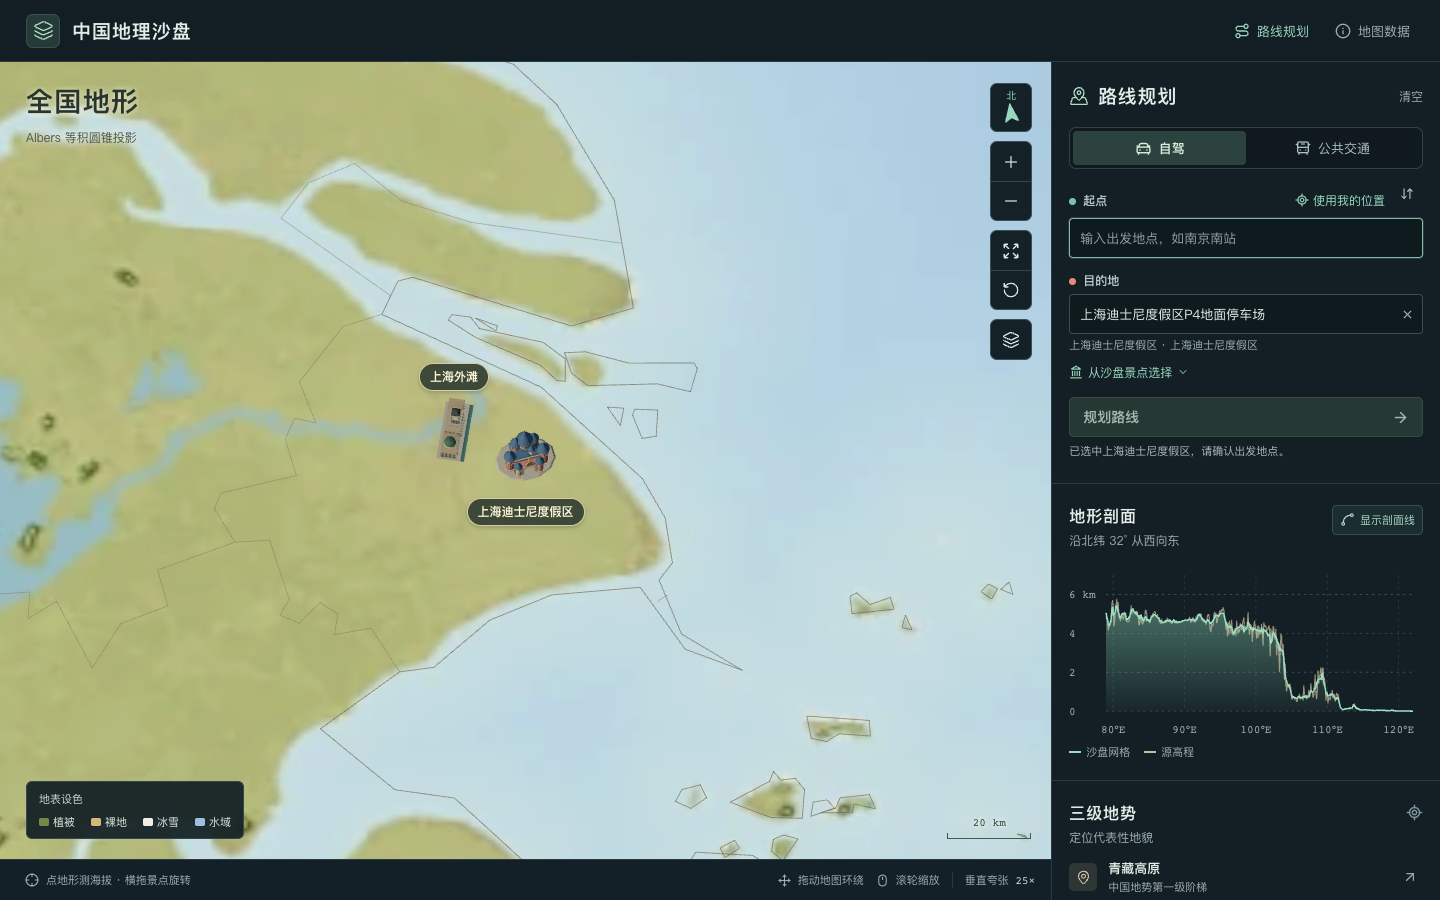 中国地理沙盘
路线规划
地图数据
全国地形
Albers 等积圆锥投影
北
上海外滩
上海迪士尼度假区
地表设色
植被
裸地
冰雪
水域
20 km
点地形测海拔 · 横拖景点旋转
拖动地图环绕
滚轮缩放
垂直夸张 25×
路线规划
清空
自驾
公共交通
起点
使用我的位置
输入出发地点，如南京南站
目的地
上海迪士尼度假区P4地面停车场
上海迪士尼度假区 · 上海迪士尼度假区
从沙盘景点选择
规划路线
已选中上海迪士尼度假区，请确认出发地点。
地形剖面
显示剖面线
沿北纬 32° 从西向东
6 km
4
2
0
80°E 90°E 100°E 110°E 120°E
沙盘网格
源高程
三级地势
定位代表性地貌
青藏高原
中国地势第一级阶梯